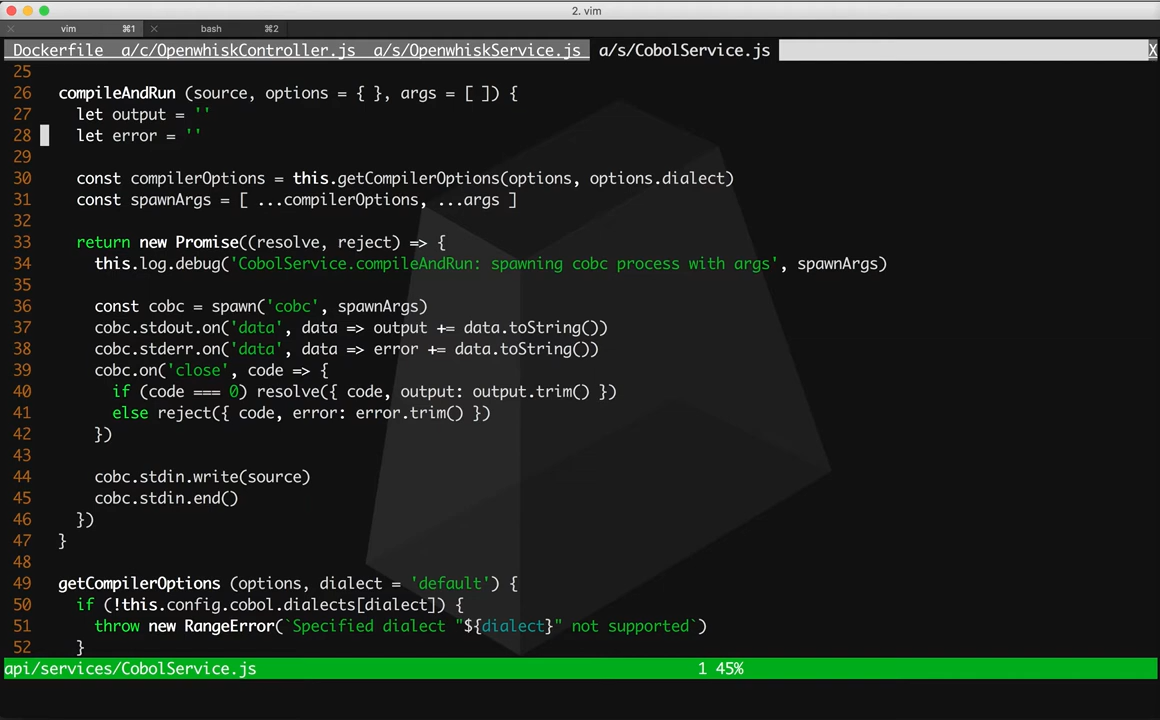 2. vim
vim ⌘1 bash ⌘2
Dockerfile a/c/OpenwhiskController.js a/s/OpenwhiskService.js a/s/CobolService.js X
25
26 compileAndRun (source, options = { }, args = [ ]) {
27 let output = ''
28 let error = ''
29
30 const compilerOptions = this.getCompilerOptions(options, options.dialect)
31 const spawnArgs = [ ...compilerOptions, ...args ]
32
33 return new Promise((resolve, reject) => {
34 this.log.debug('CobolService.compileAndRun: spawning cobc process with args', spawnArgs)
35
36 const cobc = spawn('cobc', spawnArgs)
37 cobc.stdout.on('data', data => output += data.toString())
38 cobc.stderr.on('data', data => error += data.toString())
39 cobc.on('close', code => {
40 if (code === 0) resolve({ code, output: output.trim() })
41 else reject({ code, error: error.trim() })
42 })
43
44 cobc.stdin.write(source)
45 cobc.stdin.end()
46 })
47 }
48
49 getCompilerOptions (options, dialect = 'default') {
50 if (!this.config.cobol.dialects[dialect]) {
51 throw new RangeError(`Specified dialect "${dialect}" not supported`)
52 }
api/services/CobolService.js 1 45%